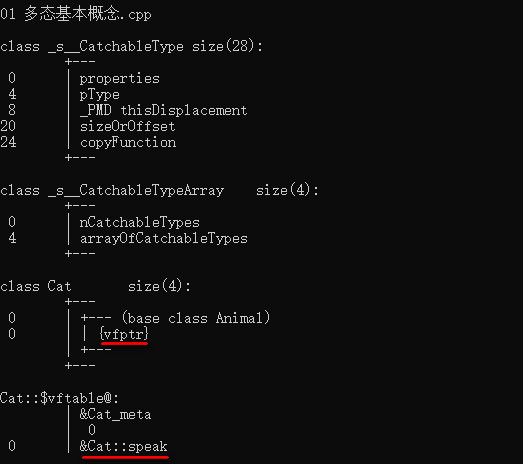 01 多态基本概念.cpp
class _s__CatchableType size(28):
+---
0 | properties
4 | pType
8 | _PMD thisDisplacement
20 | sizeOrOffset
24 | copyFunction
+---
class _s__CatchableTypeArray size(4):
+---
0 | nCatchableTypes
4 | arrayOfCatchableTypes
+---
class Cat size(4):
+---
0 | +--- (base class Animal)
0 | | {vfptr}
| +---
+---
Cat::$vftable@:
| &Cat_meta
| 0
0 | &Cat::speak